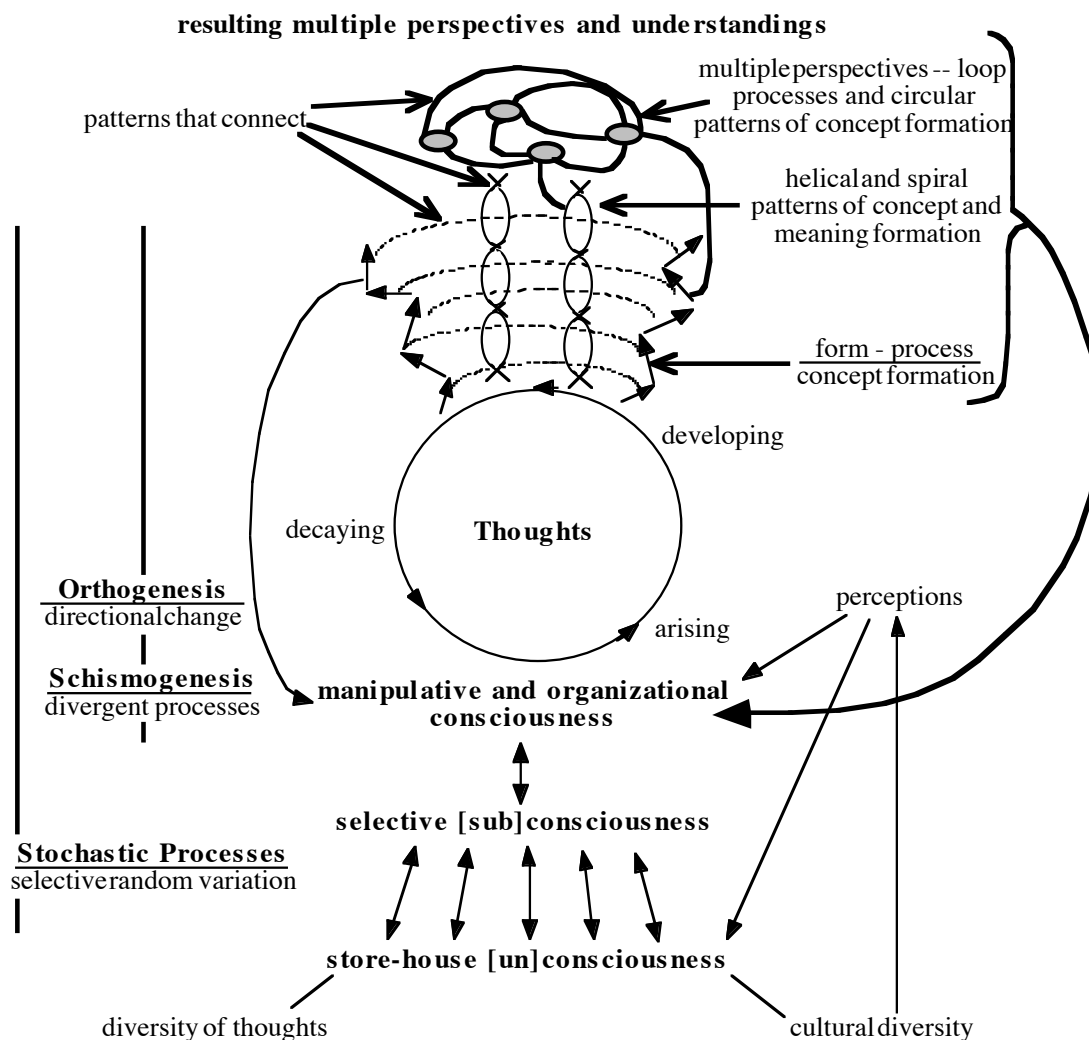 resulting multiple perspectives and understandings
multiple perspectives -- loop
processes and circular
patterns of concept formation
patterns that connect
helical and spiral
patterns of concept and
meaning formation
form - process
concept formation
developing
decaying
Thoughts
Orthogenesis
directional change
perceptions
arising
Schismogenesis
divergent processes
manipulative and organizational
consciousness
selective [sub]consciousness
Stochastic Processes
selective random variation
store-house [un]consciousness
diversity of thoughts
cultural diversity